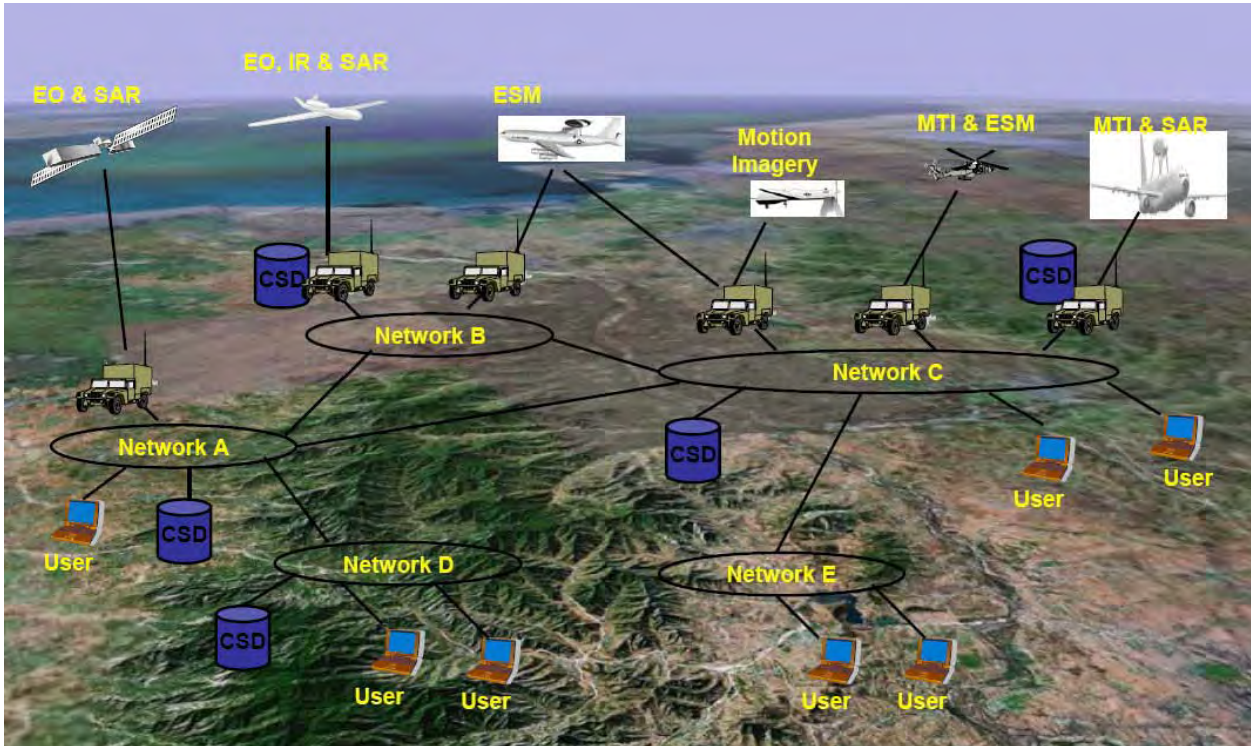 EO, IR & SAR
EO & SAR
ESM
MTI & ESM
MTI & SAR
Motion
Imagery
CSD
CSD
Network B
Network C
Network A
CSD
User
User
CSD
User
Network D
Network E
CSD
User
User
User
User